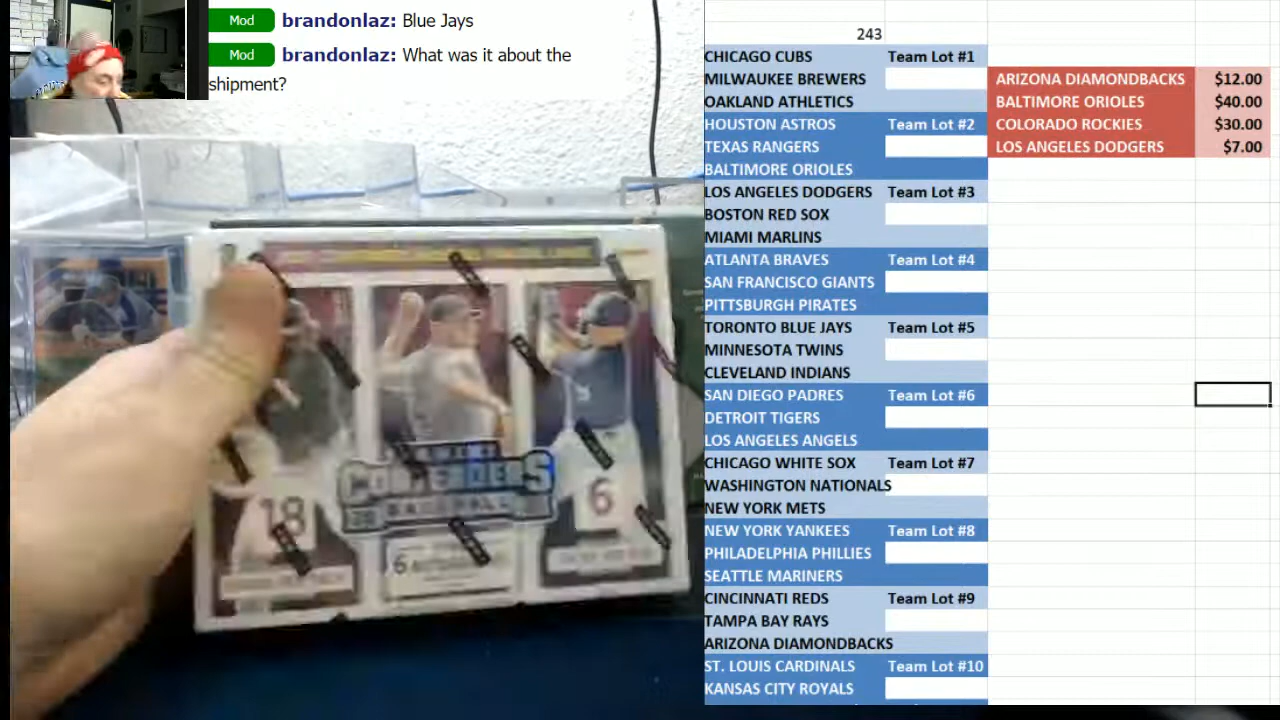 Mod brandonlaz: Blue Jays
Mod brandonlaz: What was it about the
shipment?
243
CHICAGO CUBS Team Lot #1
MILWAUKEE BREWERS ARIZONA DIAMONDBACKS $12.00
OAKLAND ATHLETICS BALTIMORE ORIOLES $40.00
HOUSTON ASTROS Team Lot #2 COLORADO ROCKIES $30.00
TEXAS RANGERS LOS ANGELES DODGERS $7.00
BALTIMORE ORIOLES
LOS ANGELES DODGERS Team Lot #3
BOSTON RED SOX
MIAMI MARLINS
ATLANTA BRAVES Team Lot #4
SAN FRANCISCO GIANTS
PITTSBURGH PIRATES
TORONTO BLUE JAYS Team Lot #5
MINNESOTA TWINS
CLEVELAND INDIANS
SAN DIEGO PADRES Team Lot #6
DETROIT TIGERS
LOS ANGELES ANGELS
CHICAGO WHITE SOX Team Lot #7
WASHINGTON NATIONALS
NEW YORK METS
NEW YORK YANKEES Team Lot #8
PHILADELPHIA PHILLIES
SEATTLE MARINERS
CINCINNATI REDS Team Lot #9
TAMPA BAY RAYS
ARIZONA DIAMONDBACKS
ST. LOUIS CARDINALS Team Lot #10
KANSAS CITY ROYALS
CONTENDERS
BASEBALL
18
6
6